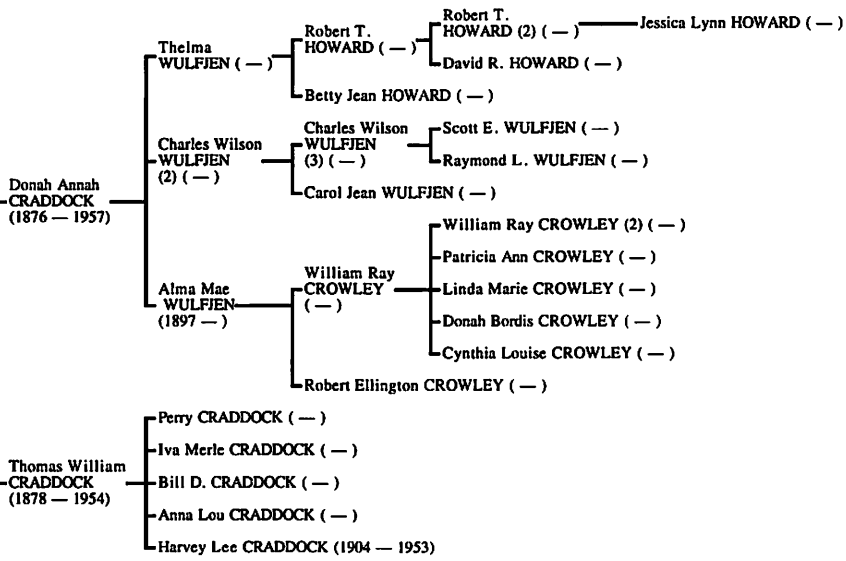 Robert T.
HOWARD (2) ( — )
Jessica Lynn HOWARD ( — )
Robert T.
HOWARD ( — )
Thelma
WULFJEN ( — )
David R. HOWARD ( — )
Betty Jean HOWARD ( — )
Charles Wilson
WULFJEN
(3) ( — )
Scott E. WULFJEN ( — )
Charles Wilson
WULFJEN
(2) ( — )
Raymond L. WULFJEN ( — )
Carol Jean WULFJEN ( — )
Donah Annah
CRADDOCK
(1876 — 1957)
William Ray CROWLEY (2) ( — )
Patricia Ann CROWLEY ( — )
William Ray
CROWLEY
( — )
Alma Mae
WULFJEN
(1897 — )
Linda Marie CROWLEY ( — )
Donah Bordis CROWLEY ( — )
Cynthia Louise CROWLEY ( — )
Robert Ellington CROWLEY ( — )
Perry CRADDOCK ( — )
Iva Merle CRADDOCK ( — )
Thomas William
CRADDOCK
(1878 — 1954)
Bill D. CRADDOCK ( — )
Anna Lou CRADDOCK ( — )
Harvey Lee CRADDOCK (1904 — 1953)